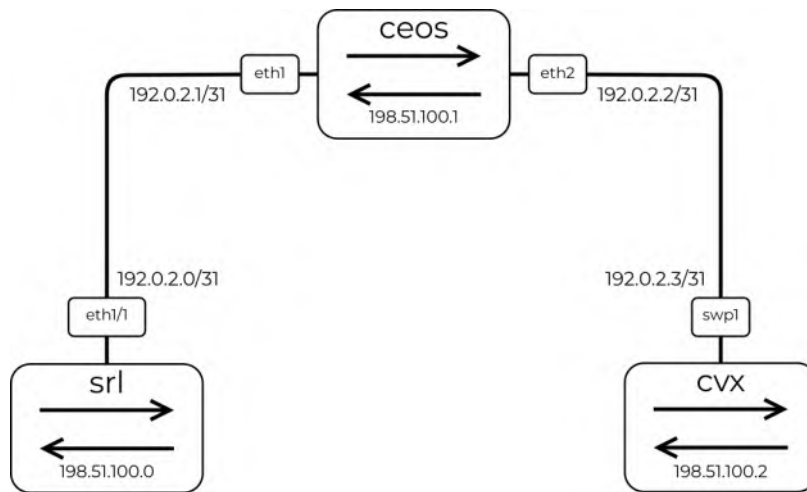 ceos
eth1
eth2
192.0.2.1/31
192.0.2.2/31
198.51.100.1
192.0.2.0/31
192.0.2.3/31
eth1/1
swp1
srl
cvx
198.51.100.0
198.51.100.2